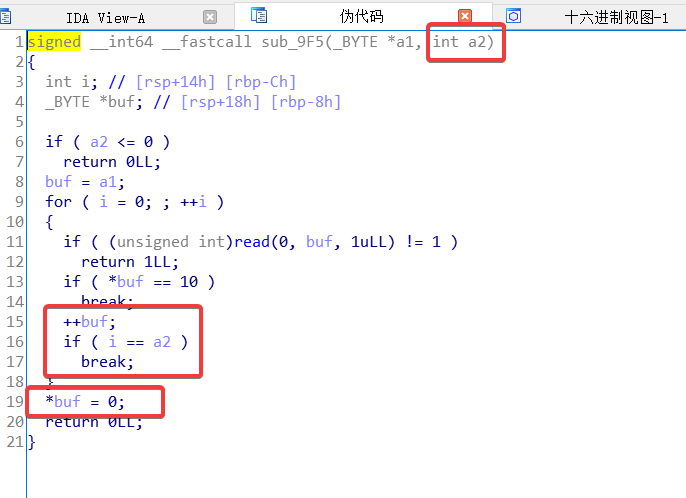 IDA View-A 伪代码 十六进制视图-1
1 signed __int64 __fastcall sub_9F5(_BYTE *a1, int a2)
2 {
3 int i; // [rsp+14h] [rbp-Ch]
4 _BYTE *buf; // [rsp+18h] [rbp-8h]
5
6 if ( a2 <= 0 )
7 return 0LL;
8 buf = a1;
9 for ( i = 0; ; ++i )
10 {
11 if ( (unsigned int)read(0, buf, 1uLL) != 1 )
12 return 1LL;
13 if ( *buf == 10 )
14 break;
15 ++buf;
16 if ( i == a2 )
17 break;
18 }
19 *buf = 0;
20 return 0LL;
21 }